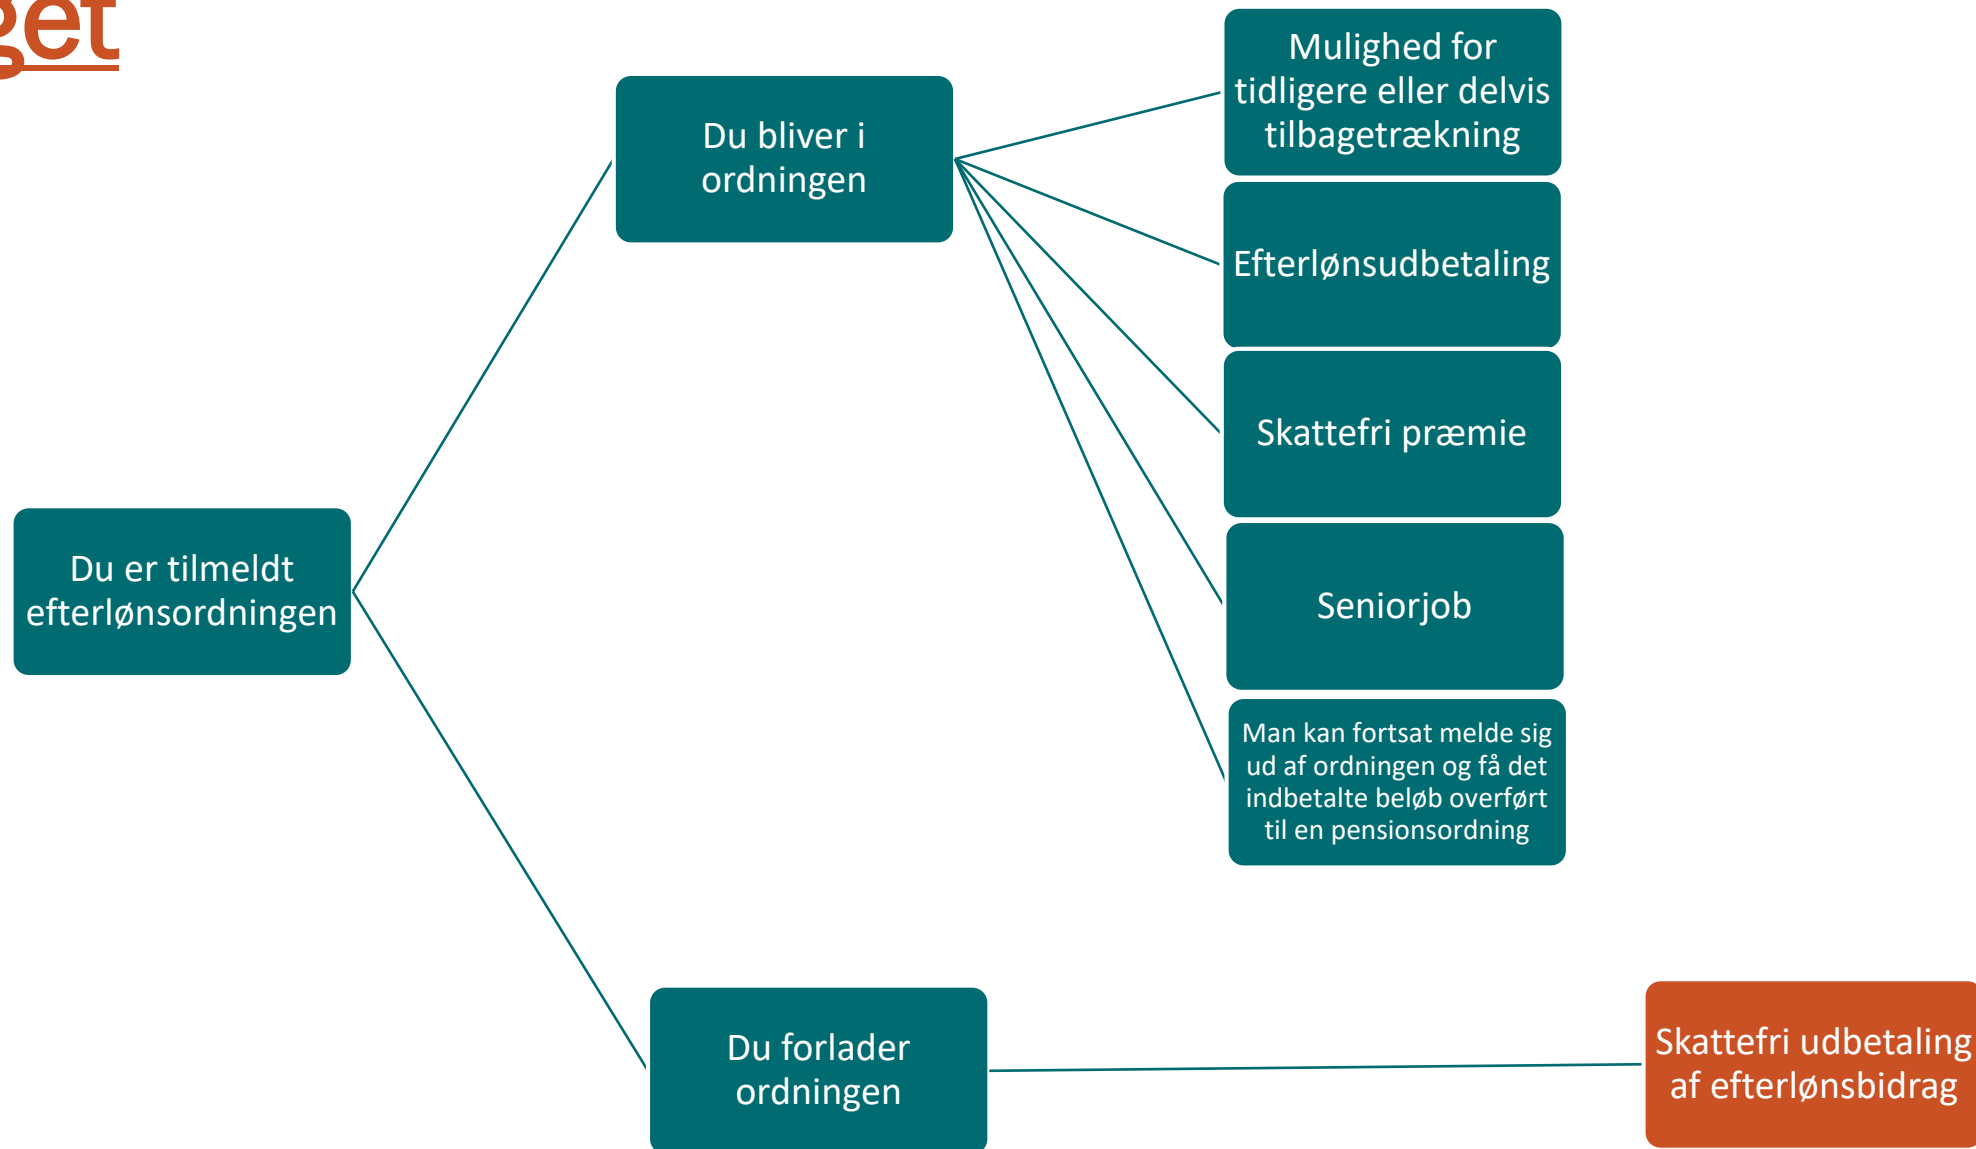 get
Mulighed for
tidligere eller delvis
tilbagetrækning
Du bliver i
ordningen
Efterlønsudbetaling
Skattefri præmie
Du er tilmeldt
efterlønsordningen
Seniorjob
Man kan fortsat melde sig
ud af ordningen og få det
indbetalte beløb overført
til en pensionsordning
Du forlader
ordningen
Skattefri udbetaling
af efterlønsbidrag